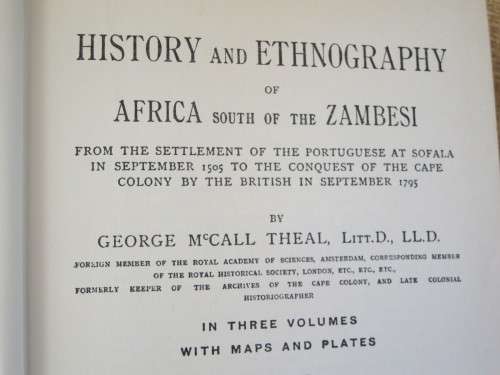 HISTORY AND ETHNOGRAPHY
OF
AFRICA SOUTH OF THE ZAMBESI
FROM THE SETTLEMENT OF THE PORTUGUESE AT SOFALA
IN SEPTEMBER 1505 TO THE CONQUEST OF THE CAPE
COLONY BY THE BRITISH IN SEPTEMBER 1795
BY
GEORGE McCALL THEAL, LITT.D., LL.D.
FOREIGN MEMBER OF THE ROYAL ACADEMY OF SCIENCES, AMSTERDAM, CORRESPONDING MEMBER
OF THE ROYAL HISTORICAL SOCIETY, LONDON, ETC., ETC., ETC.,
FORMERLY KEEPER OF THE ARCHIVES OF THE CAPE COLONY, AND LATE COLONIAL
HISTORIOGRAPHER
IN THREE VOLUMES
WITH MAPS AND PLATES